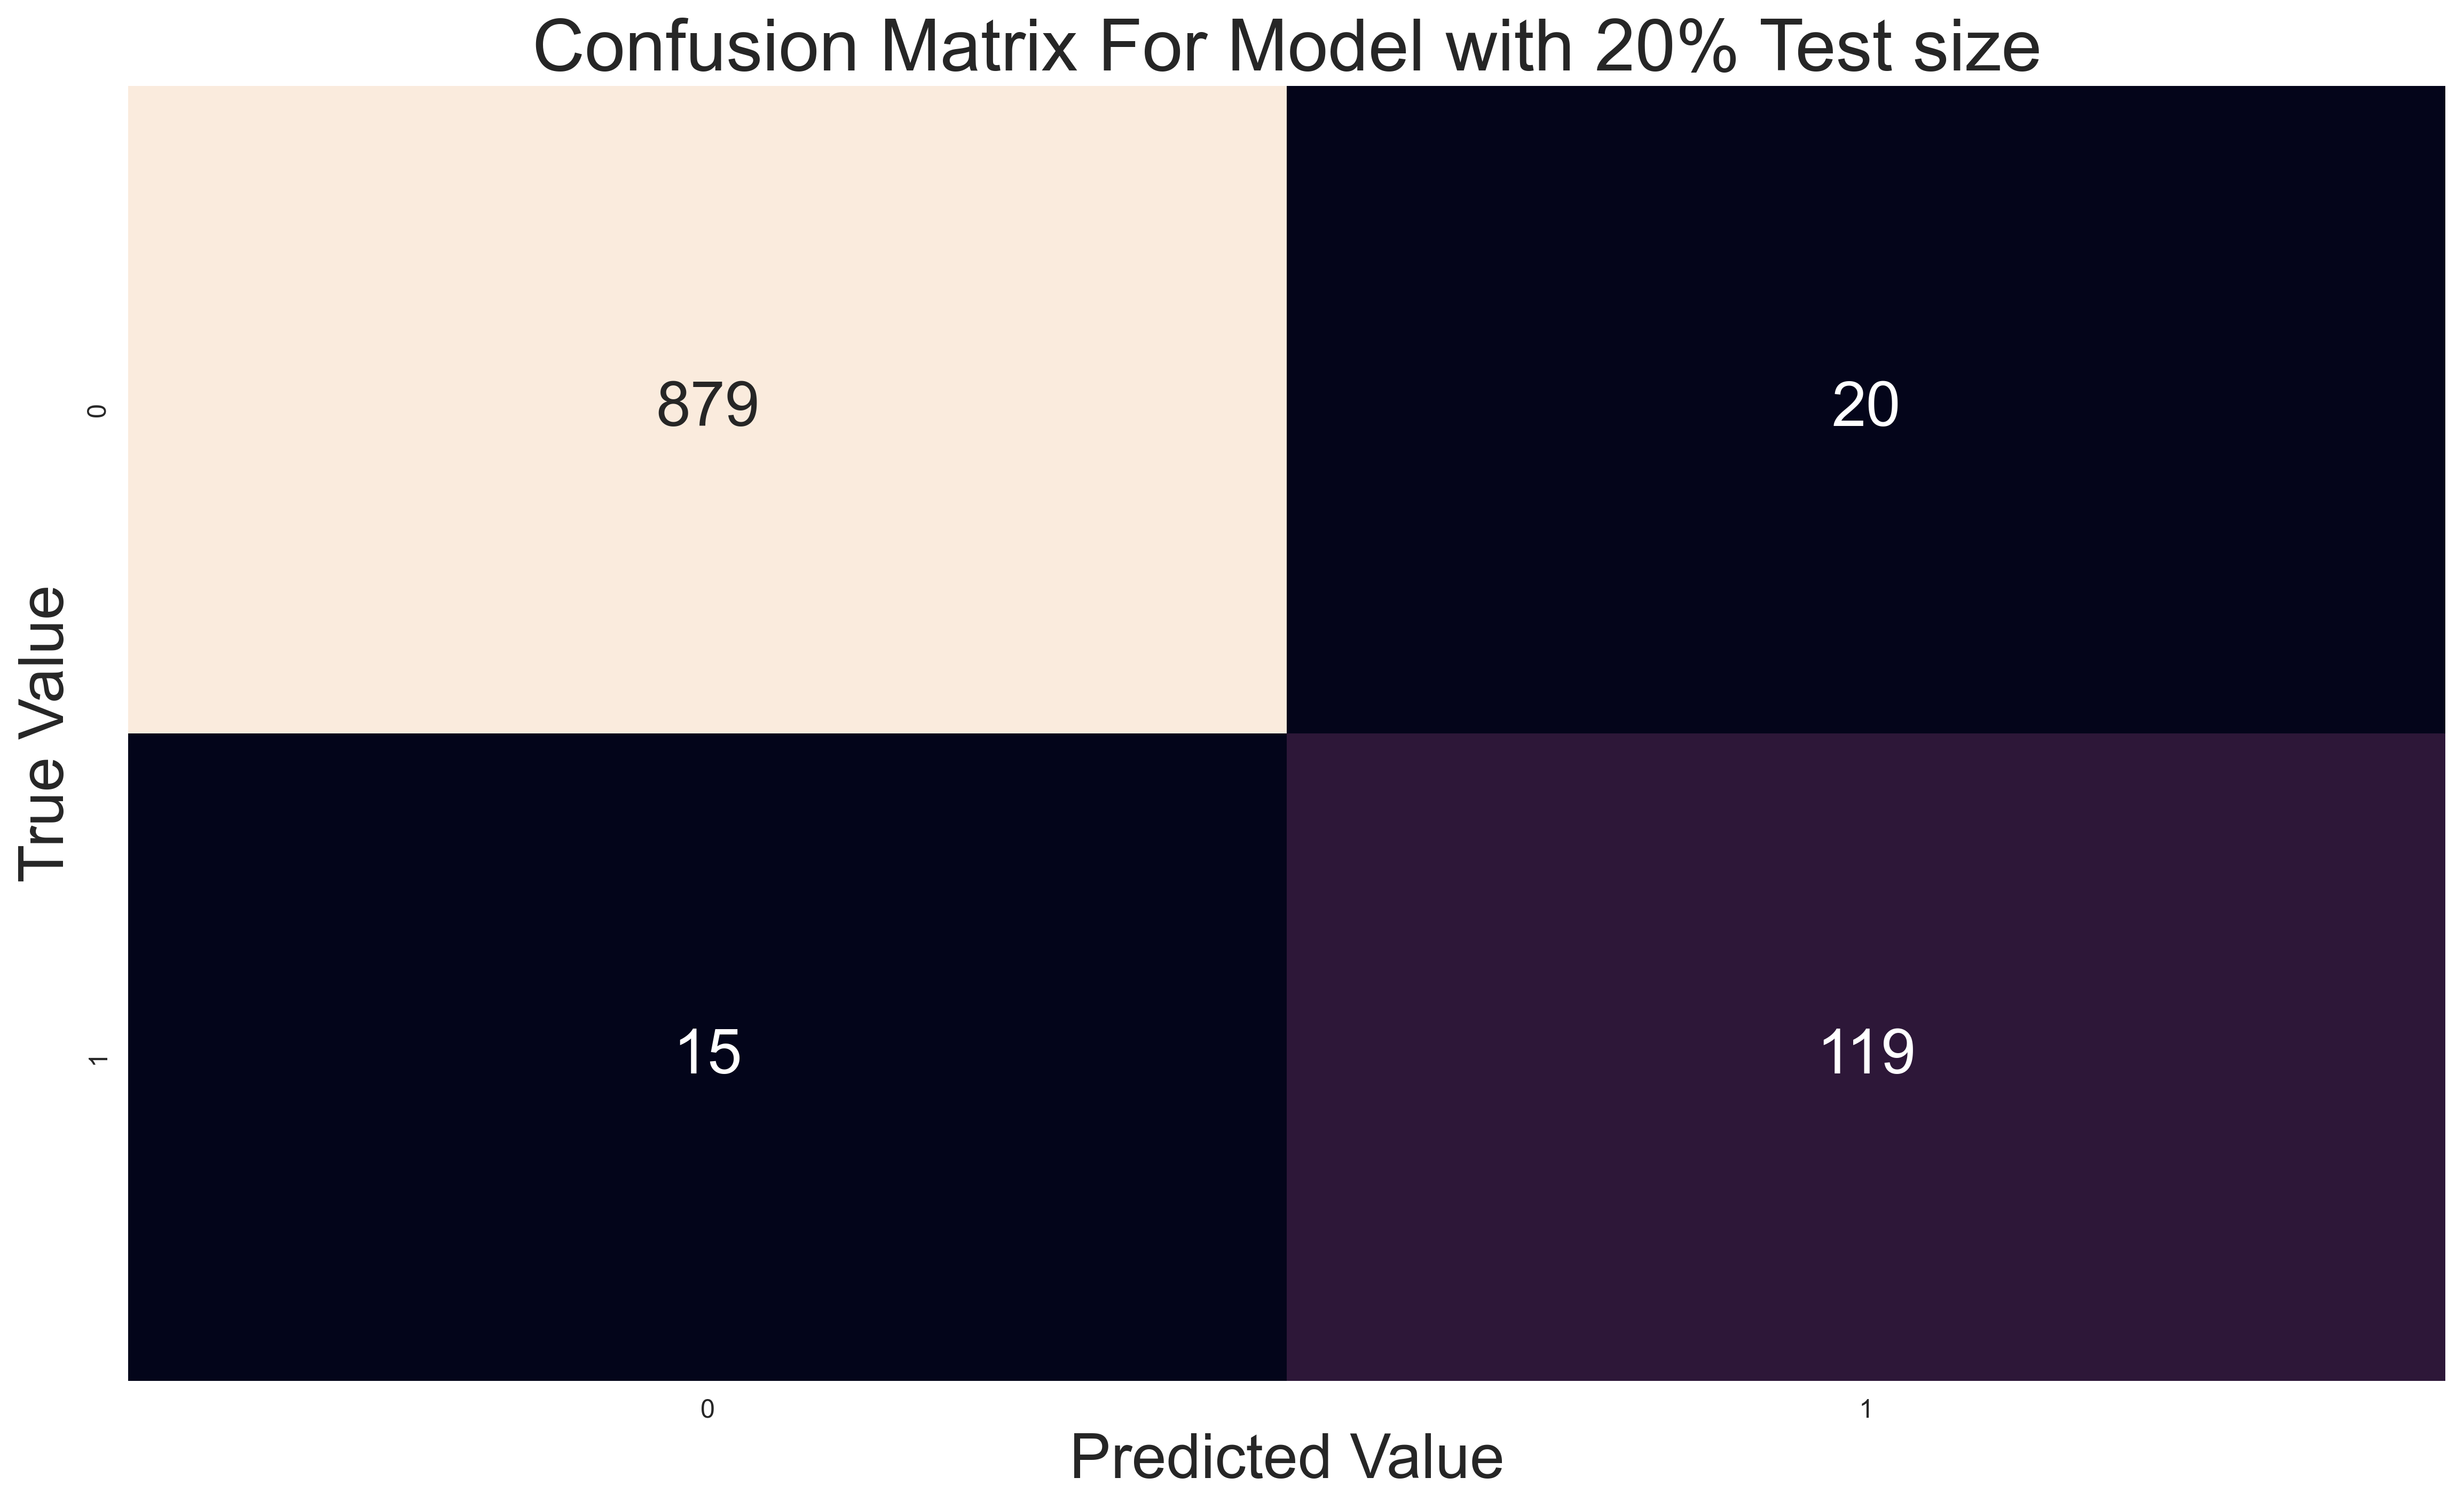 Confusion Matrix For Model with 20% Test size
True Value
0
879
20
1
15
119
0
1
Predicted Value